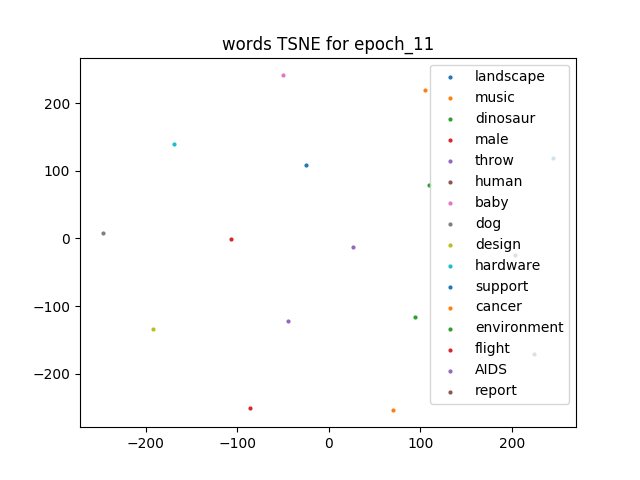 words TSNE for epoch_11
landscape
music
dinosaur
male
throw
human
baby
dog
design
hardware
support
cancer
environment
flight
AIDS
report
200
100
0
−100
−200
−200
−100
0
100
200